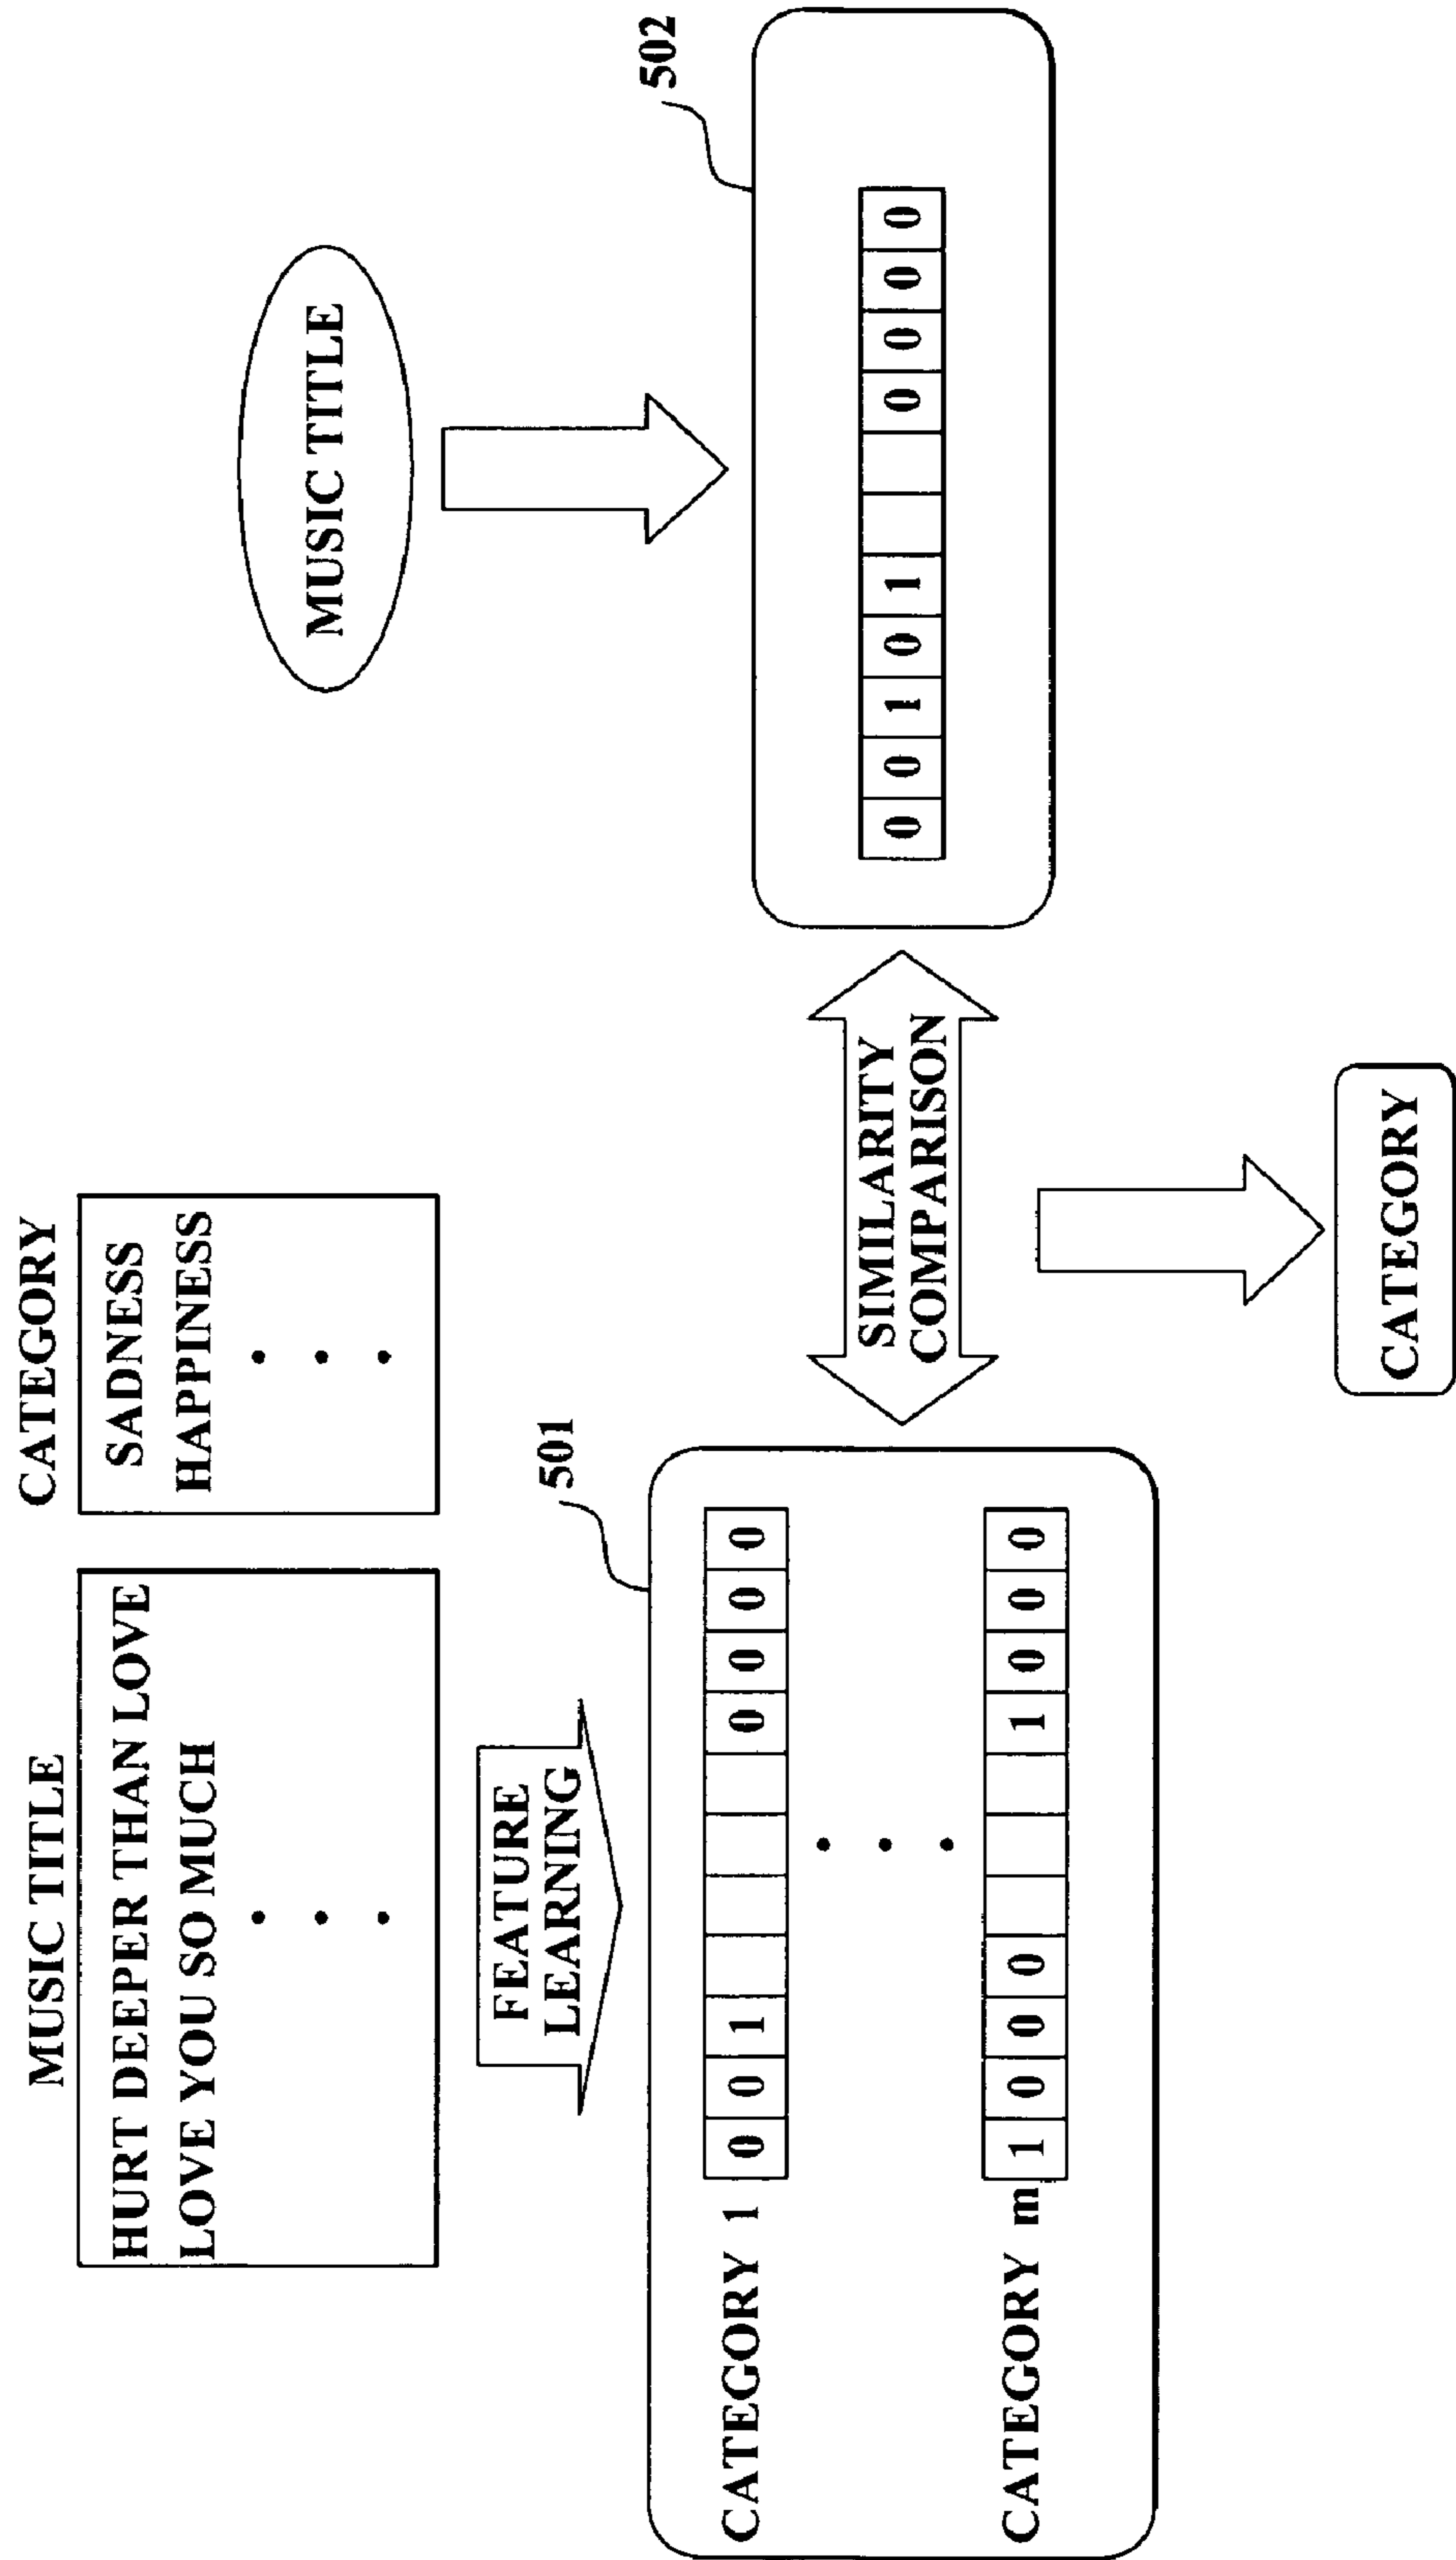 MUSIC TITLE
HURT DEEPER THAN LOVE
LOVE YOU SO MUCH
CATEGORY
SADNESS
HAPPINESS
FEATURE
LEARNING
501
CATEGORY 1 0 0 1 0 0 0 0
CATEGORY m 1 0 0 0 1 0 0 0
SIMILARITY
COMPARISON
MUSIC TITLE
502
0 0 1 0 1 0 0 0 0
CATEGORY